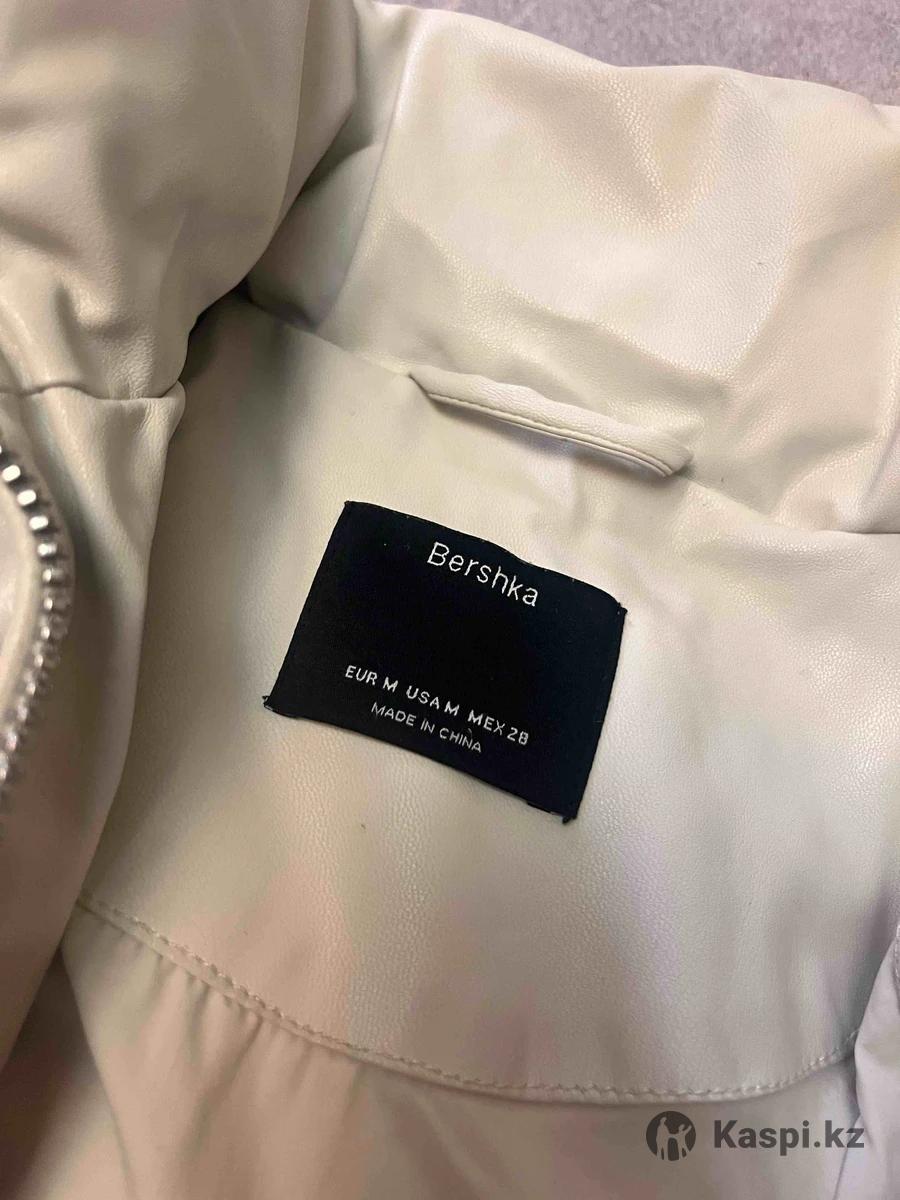 Bershka
EUR M USA M MEX 28
MADE IN CHINA
Kaspi.kz